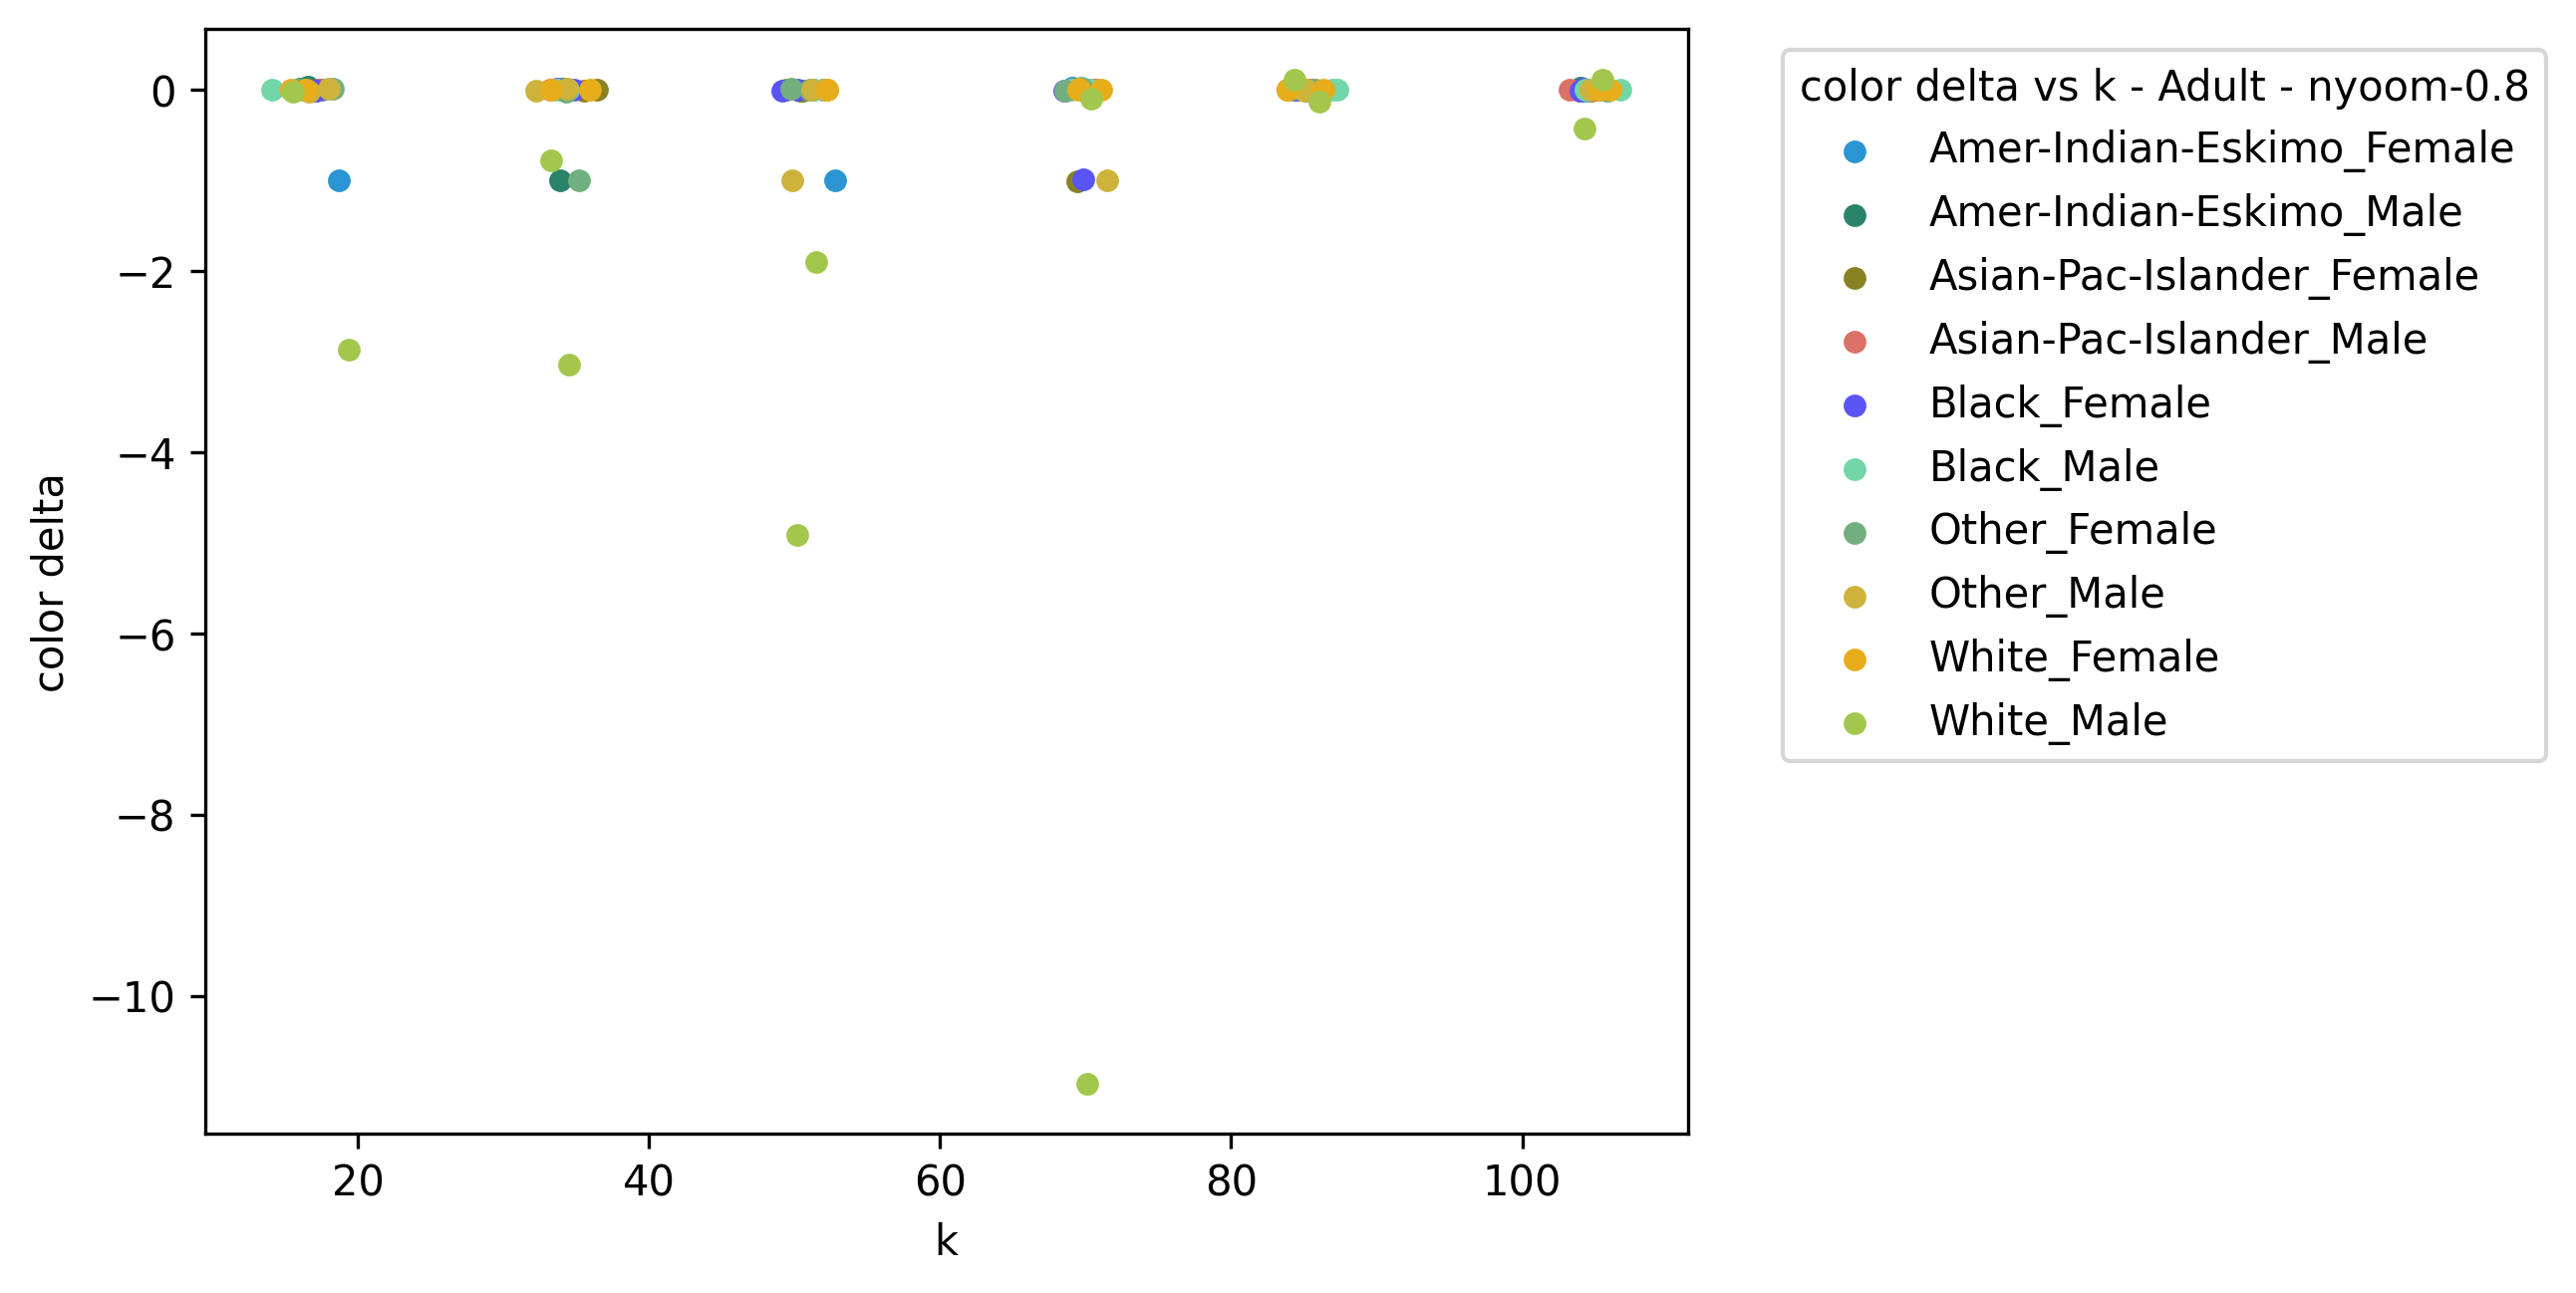 0
−2
−4
−6
−8
−10
color delta
20 40 60 80 100
k
color delta vs k - Adult - nyoom-0.8
Amer-Indian-Eskimo_Female
Amer-Indian-Eskimo_Male
Asian-Pac-Islander_Female
Asian-Pac-Islander_Male
Black_Female
Black_Male
Other_Female
Other_Male
White_Female
White_Male